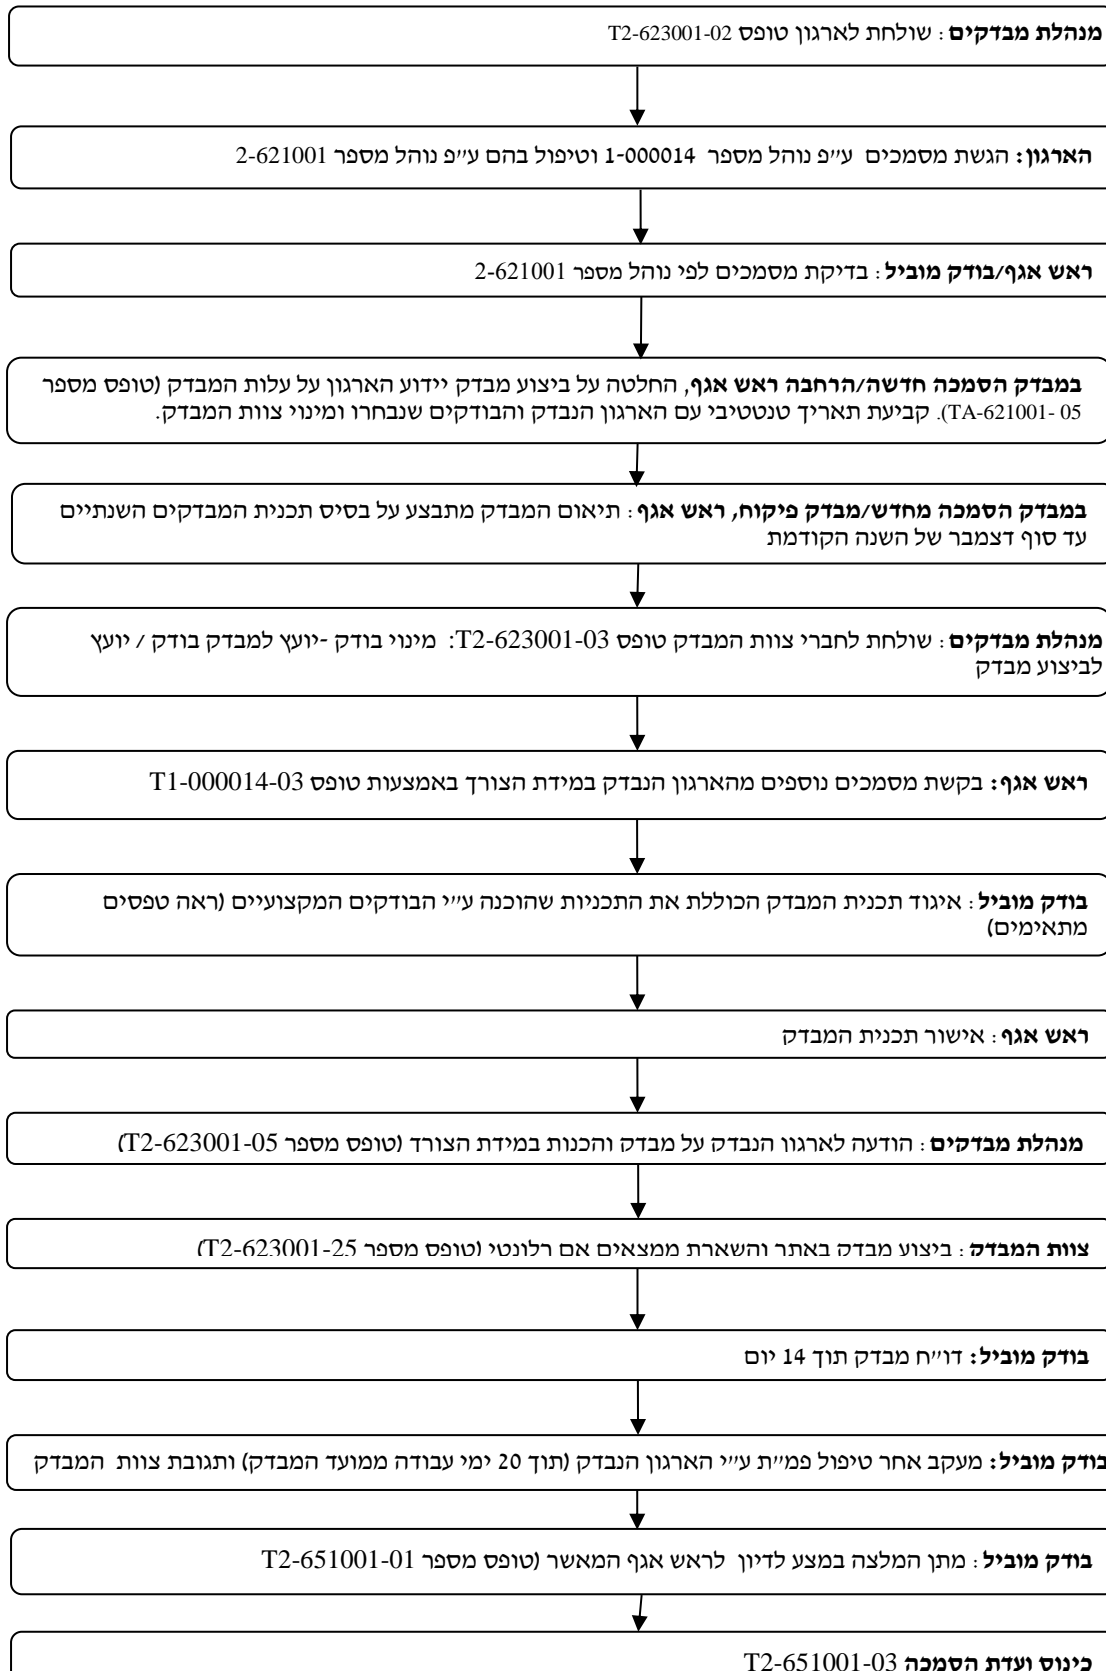 מנהלת מבדקים: שולחת לארגון טופס T2-623001-02
הארגון: הגשת מסמכים ע״פ נוהל מספר 1-000014 וטיפול בהם ע״פ נוהל מספר 2-621001
ראש אגף/בודק מוביל: בדיקת מסמכים לפי נוהל מספר 2-621001
במבדק הסמכה חדשה/הרחבה ראש אגף, החלטה על ביצוע מבדק יידוע הארגון על עלות המבדק (טופס מספר
TA-621001- 05). קביעת תאריך טנטטיבי עם הארגון הנבדק והבודקים שנבחרו ומינוי צוות המבדק.
במבדק הסמכה מחדש/מבדק פיקוח, ראש אגף: תיאום המבדק מתבצע על בסיס תכנית המבדקים השנתיים
עד סוף דצמבר של השנה הקודמת
מנהלת מבדקים: שולחת לחברי צוות המבדק טופס T2-623001-03: מינוי בודק -יועץ למבדק בודק / יועץ
לביצוע מבדק
ראש אגף: בקשת מסמכים נוספים מהארגון הנבדק במידת הצורך באמצעות טופס T1-000014-03
בודק מוביל: איגוד תכנית המבדק הכוללת את התכניות שהוכנה ע״י הבודקים המקצועיים (ראה טפסים
מתאימים)
ראש אגף: אישור תכנית המבדק
מנהלת מבדקים: הודעה לארגון הנבדק על מבדק והכנות במידת הצורך (טופס מספר T2-623001-05)
צוות המבדק: ביצוע מבדק באתר והשארת ממצאים אם רלונטי (טופס מספר T2-623001-25)
בודק מוביל: דו״ח מבדק תוך 14 יום
בודק מוביל: מעקב אחר טיפול פמ״ת ע״י הארגון הנבדק (תוך 20 ימי עבודה ממועד המבדק) ותגובת צוות המבדק
בודק מוביל: מתן המלצה במצע לדיון לראש אגף המאשר (טופס מספר T2-651001-01
כינוס ועדת הסמכה T2-651001-03